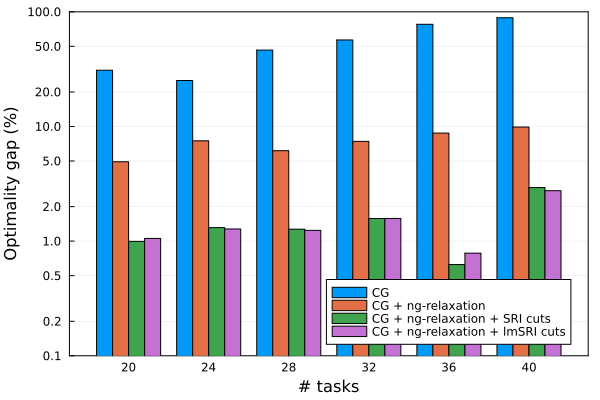 100.0
50.0
20.0
10.0
5.0
2.0
1.0
0.5
0.2
0.1
Optimality gap (%)
20 24 28 32 36 40
# tasks
CG
CG + ng-relaxation
CG + ng-relaxation + SRI cuts
CG + ng-relaxation + lmSRI cuts